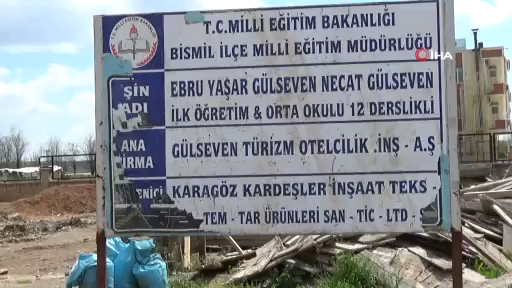 T.C.MİLLİ EĞİTİM BAKANLIĞI
BİSMİL İLÇE MİLLİ EĞİTİM MÜDÜRLÜĞÜ
iha
ŞİN ADI
EBRU YAŞAR GÜLSEVEN NECAT GÜLSEVEN
İLK ÖĞRETİM & ORTA OKULU 12 DERSLİKLİ
ANA FİRMA
GÜLSEVEN TÜRİZM OTELCİLİK .İNŞ - A.Ş
ENİCİ
KARAGÖZ KARDEŞLER İNŞAAT TEKS
TEM - TAR ÜRÜNLERİ SAN - TİC - LTD -